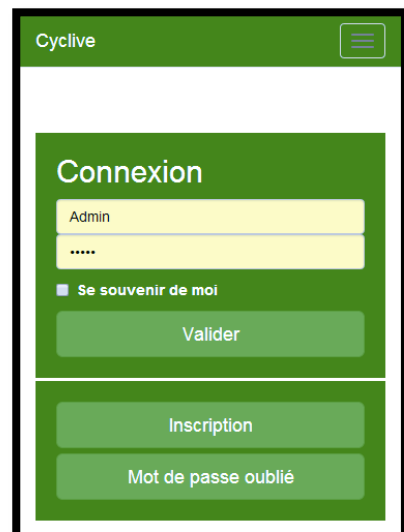 Cyclive
Connexion
Admin
•••••
Se souvenir de moi
Valider
Inscription
Mot de passe oublié